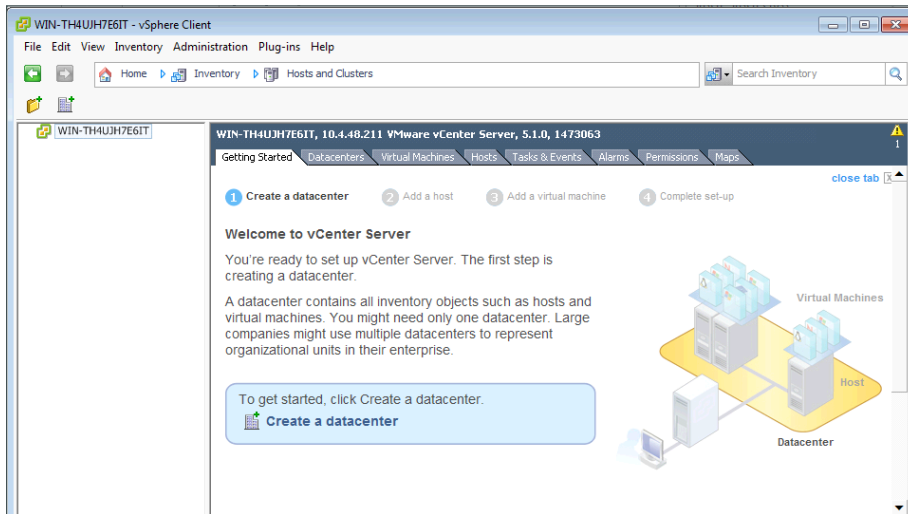 WIN-TH4UJH7E6IT - vSphere Client
File Edit View Inventory Administration Plug-ins Help
Home Inventory Hosts and Clusters
Search Inventory
WIN-TH4UJH7E6IT
WIN-TH4UJH7E6IT, 10.4.48.211 VMware vCenter Server, 5.1.0, 1473063
1
Getting Started Datacenters Virtual Machines Hosts Tasks & Events Alarms Permissions Maps
close tab X
1 Create a datacenter 2 Add a host 3 Add a virtual machine 4 Complete set-up
Welcome to vCenter Server
You're ready to set up vCenter Server. The first step is
creating a datacenter.
A datacenter contains all inventory objects such as hosts and
virtual machines. You might need only one datacenter. Large
companies might use multiple datacenters to represent
organizational units in their enterprise.
To get started, click Create a datacenter.
Create a datacenter
Virtual Machines
Host
Datacenter